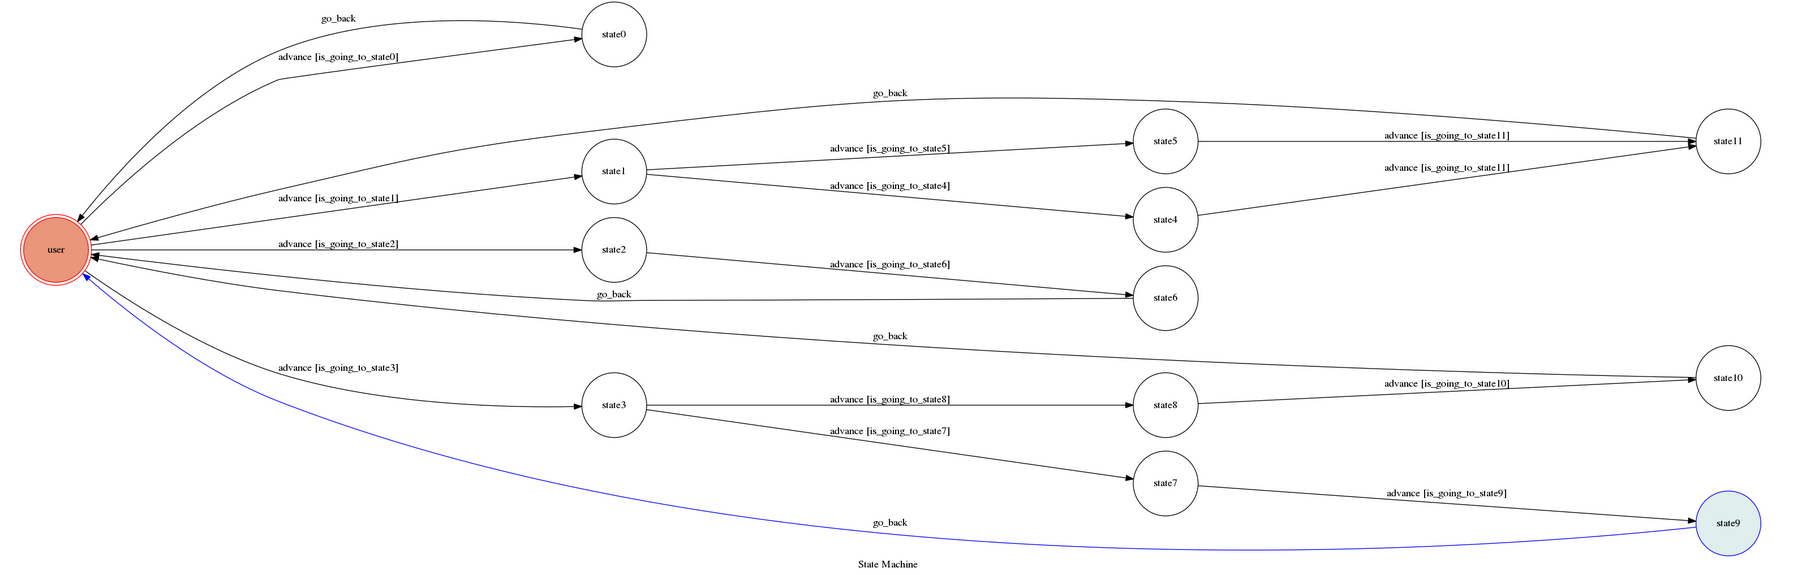 go_back
state0
advance [is_going_to_state0]
go_back
advance [is_going_to_state11]
state5
state11
advance [is_going_to_state5]
advance [is_going_to_state11]
state1
advance [is_going_to_state4]
advance [is_going_to_state1]
state4
advance [is_going_to_state2]
user
state2
advance [is_going_to_state6]
go_back
state6
go_back
advance [is_going_to_state3]
state10
advance [is_going_to_state10]
advance [is_going_to_state8]
state3
state8
advance [is_going_to_state7]
state7
advance [is_going_to_state9]
go_back
state9
State Machine